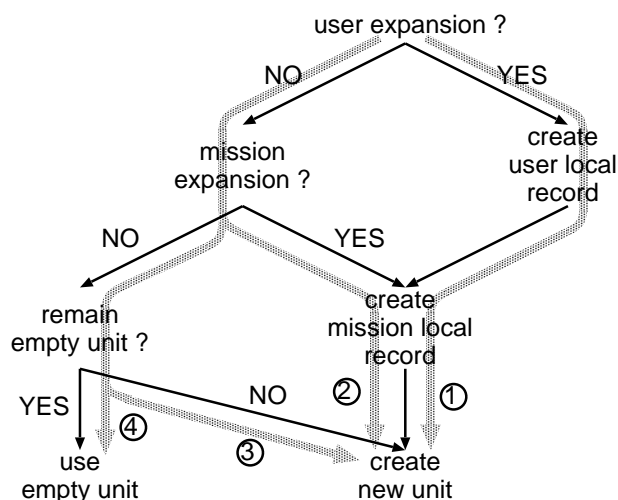 user expansion ?
NO
YES
mission
expansion ?
create
user local
record
NO
YES
remain
empty unit ?
create
mission local
record
YES
NO
④
③
②
①
use
empty unit
create
new unit